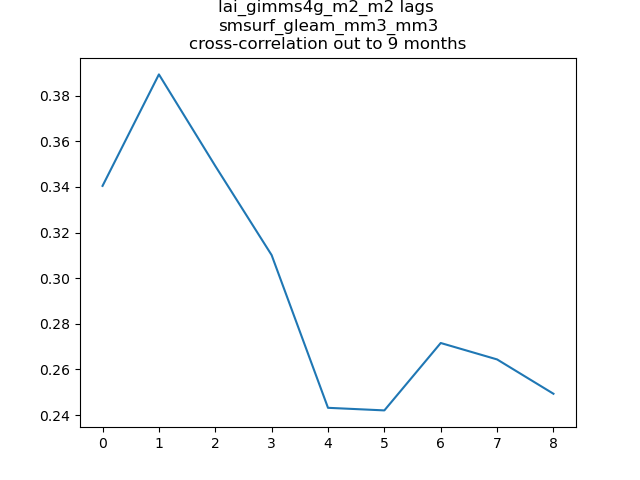 lai_gimms4g_m2_m2 lags
smsurf_gleam_mm3_mm3
cross-correlation out to 9 months
0.38
0.36
0.34
0.32
0.30
0.28
0.26
0.24
0 1 2 3 4 5 6 7 8